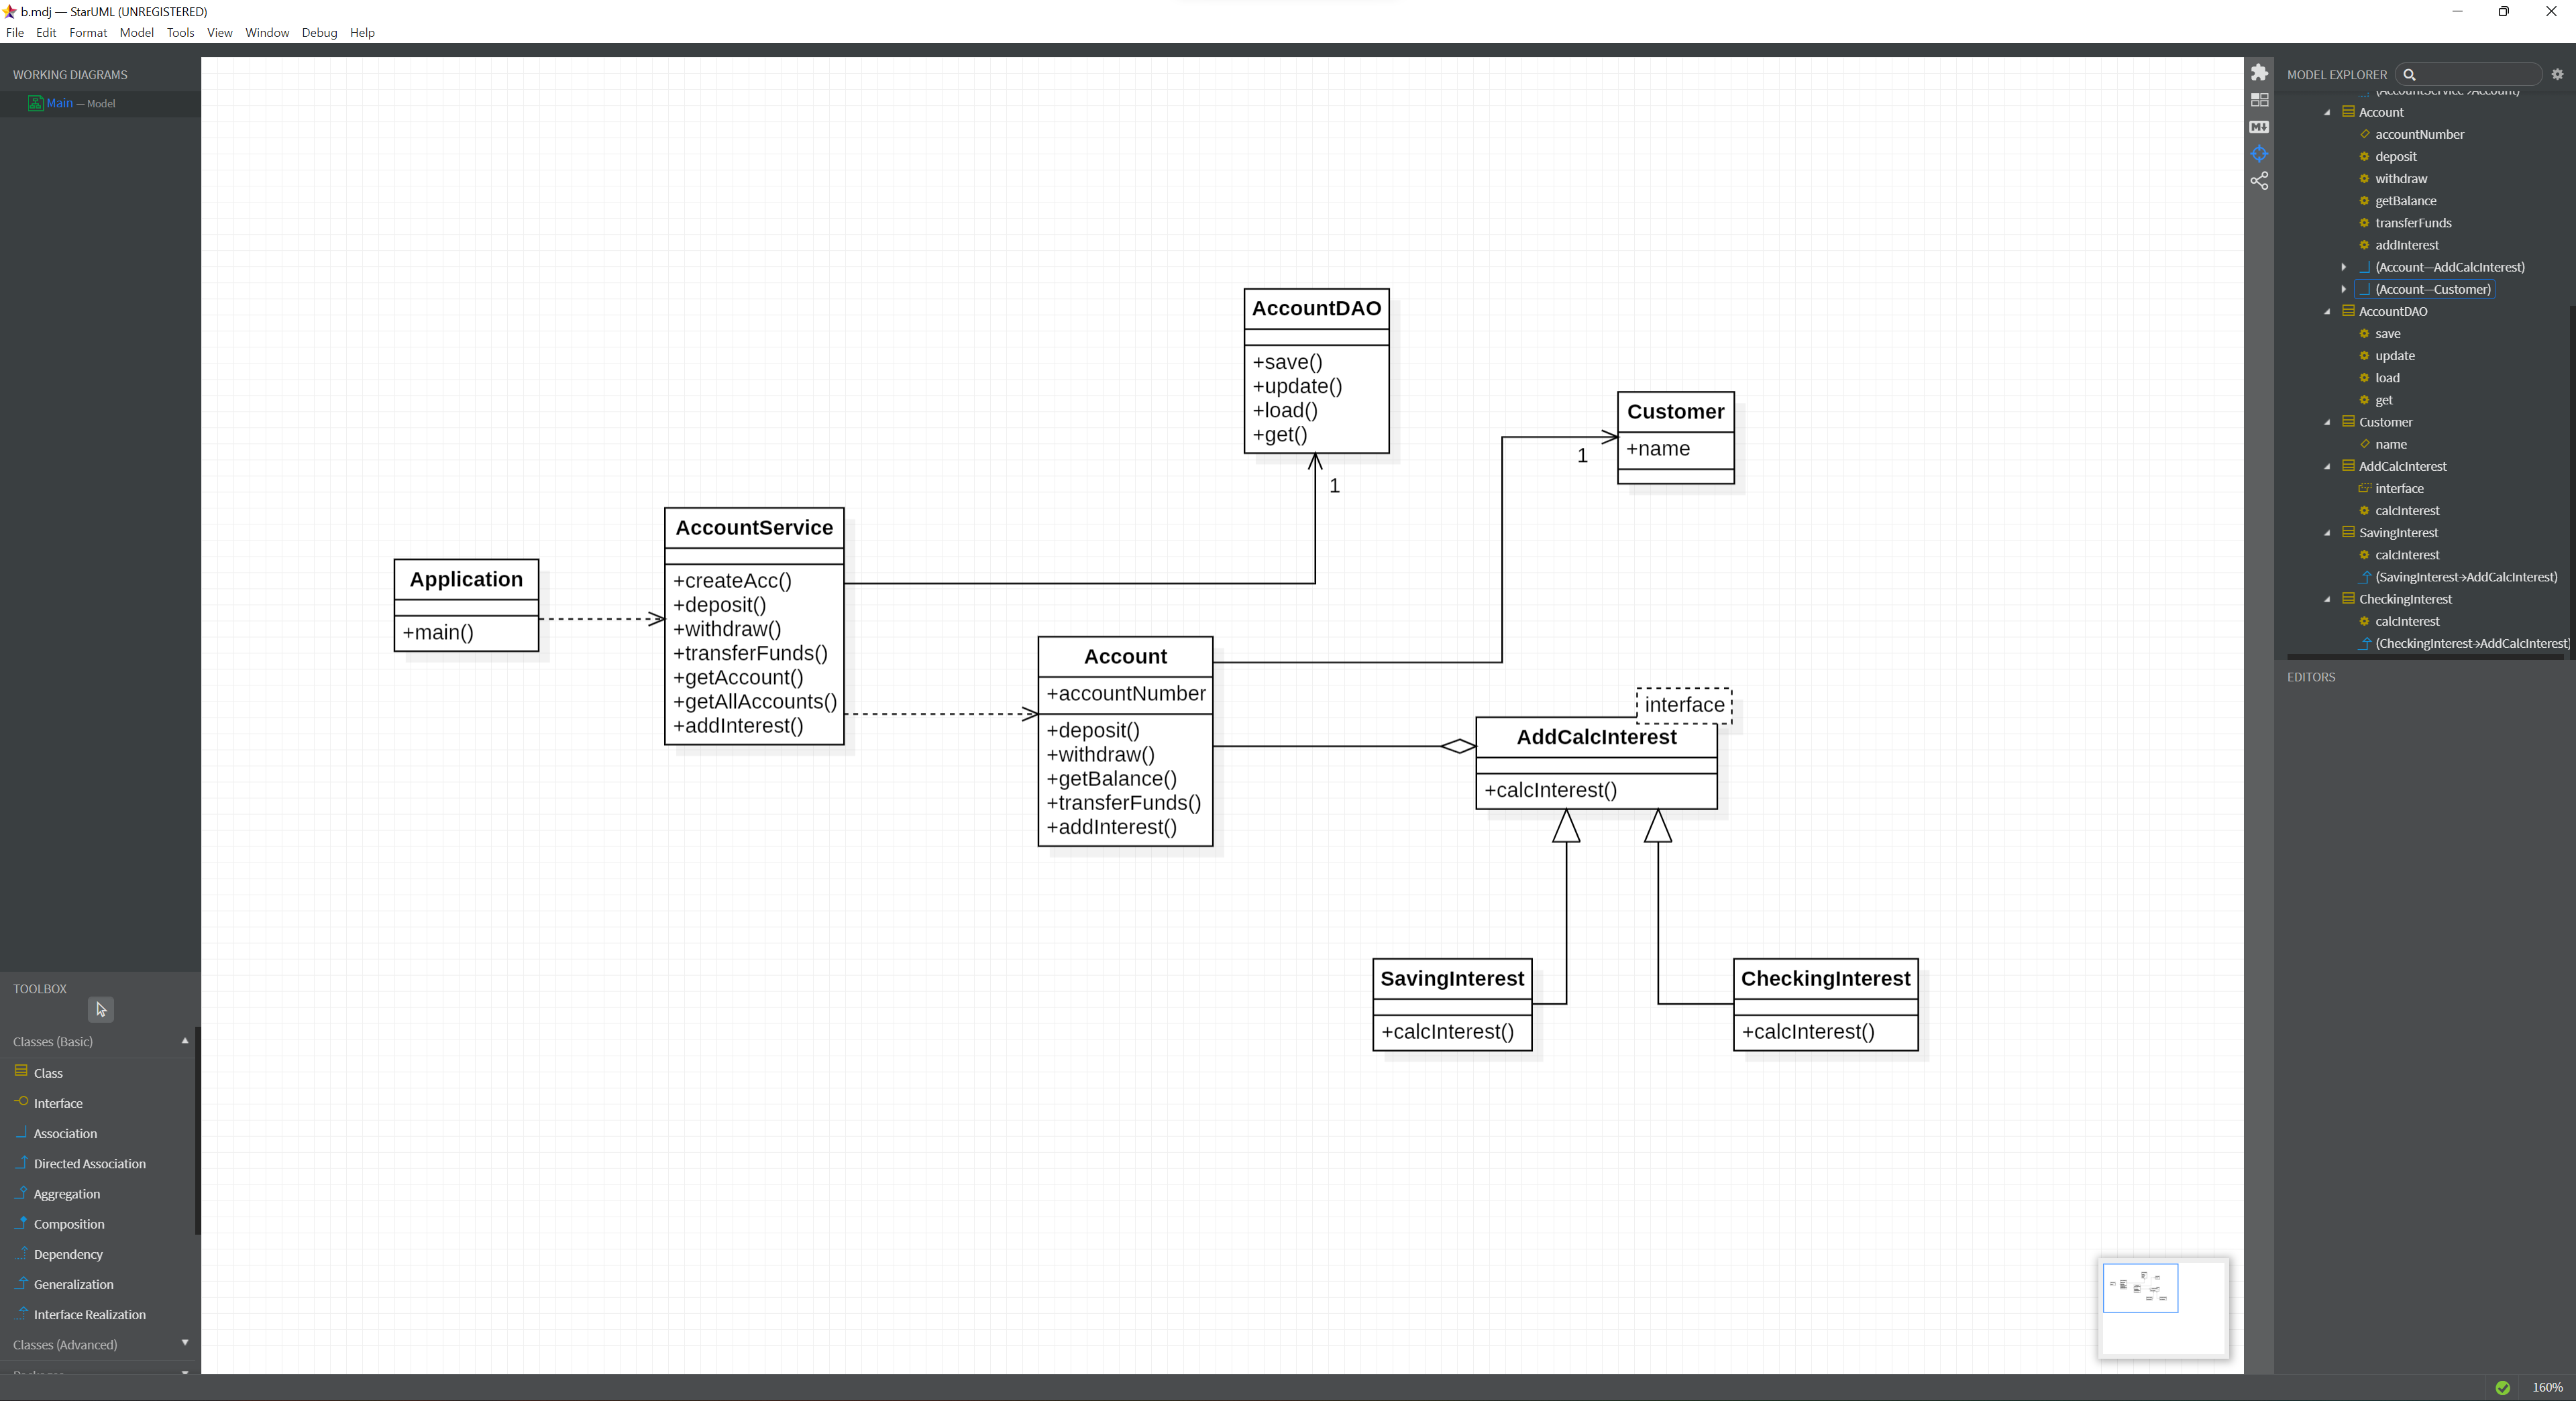 b.mdj — StarUML (UNREGISTERED)
File Edit Format Model Tools View Window Debug Help
WORKING DIAGRAMS
Main — Model
TOOLBOX
Classes (Basic)
Class
Interface
Association
Directed Association
Aggregation
Composition
Dependency
Generalization
Interface Realization
Classes (Advanced)
Application
+main()
AccountService
+createAcc()
+deposit()
+withdraw()
+transferFunds()
+getAccount()
+getAllAccounts()
+addInterest()
AccountDAO
+save()
+update()
+load()
+get()
1
Customer
+name
1
Account
+accountNumber
+deposit()
+withdraw()
+getBalance()
+transferFunds()
+addInterest()
interface
AddCalcInterest
+calcInterest()
SavingInterest
+calcInterest()
CheckingInterest
+calcInterest()
MODEL EXPLORER
(AccountService→Account)
Account
accountNumber
deposit
withdraw
getBalance
transferFunds
addInterest
(Account—AddCalcInterest)
(Account—Customer)
AccountDAO
save
update
load
get
Customer
name
AddCalcInterest
interface
calcInterest
SavingInterest
calcInterest
(SavingInterest→AddCalcInterest)
CheckingInterest
calcInterest
(CheckingInterest→AddCalcInterest)
EDITORS
160%